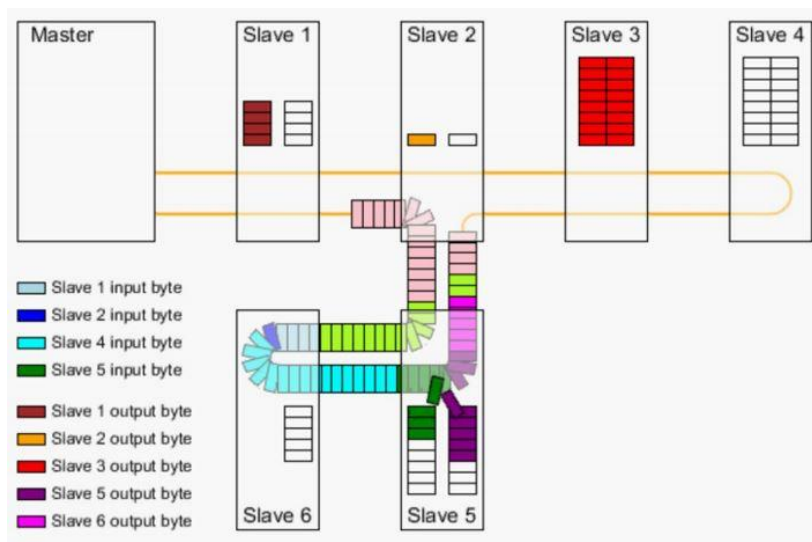 Master
Slave 1
Slave 2
Slave 3
Slave 4
Slave 1 input byte
Slave 2 input byte
Slave 4 input byte
Slave 5 input byte
Slave 1 output byte
Slave 2 output byte
Slave 3 output byte
Slave 5 output byte
Slave 6 output byte
Slave 6
Slave 5